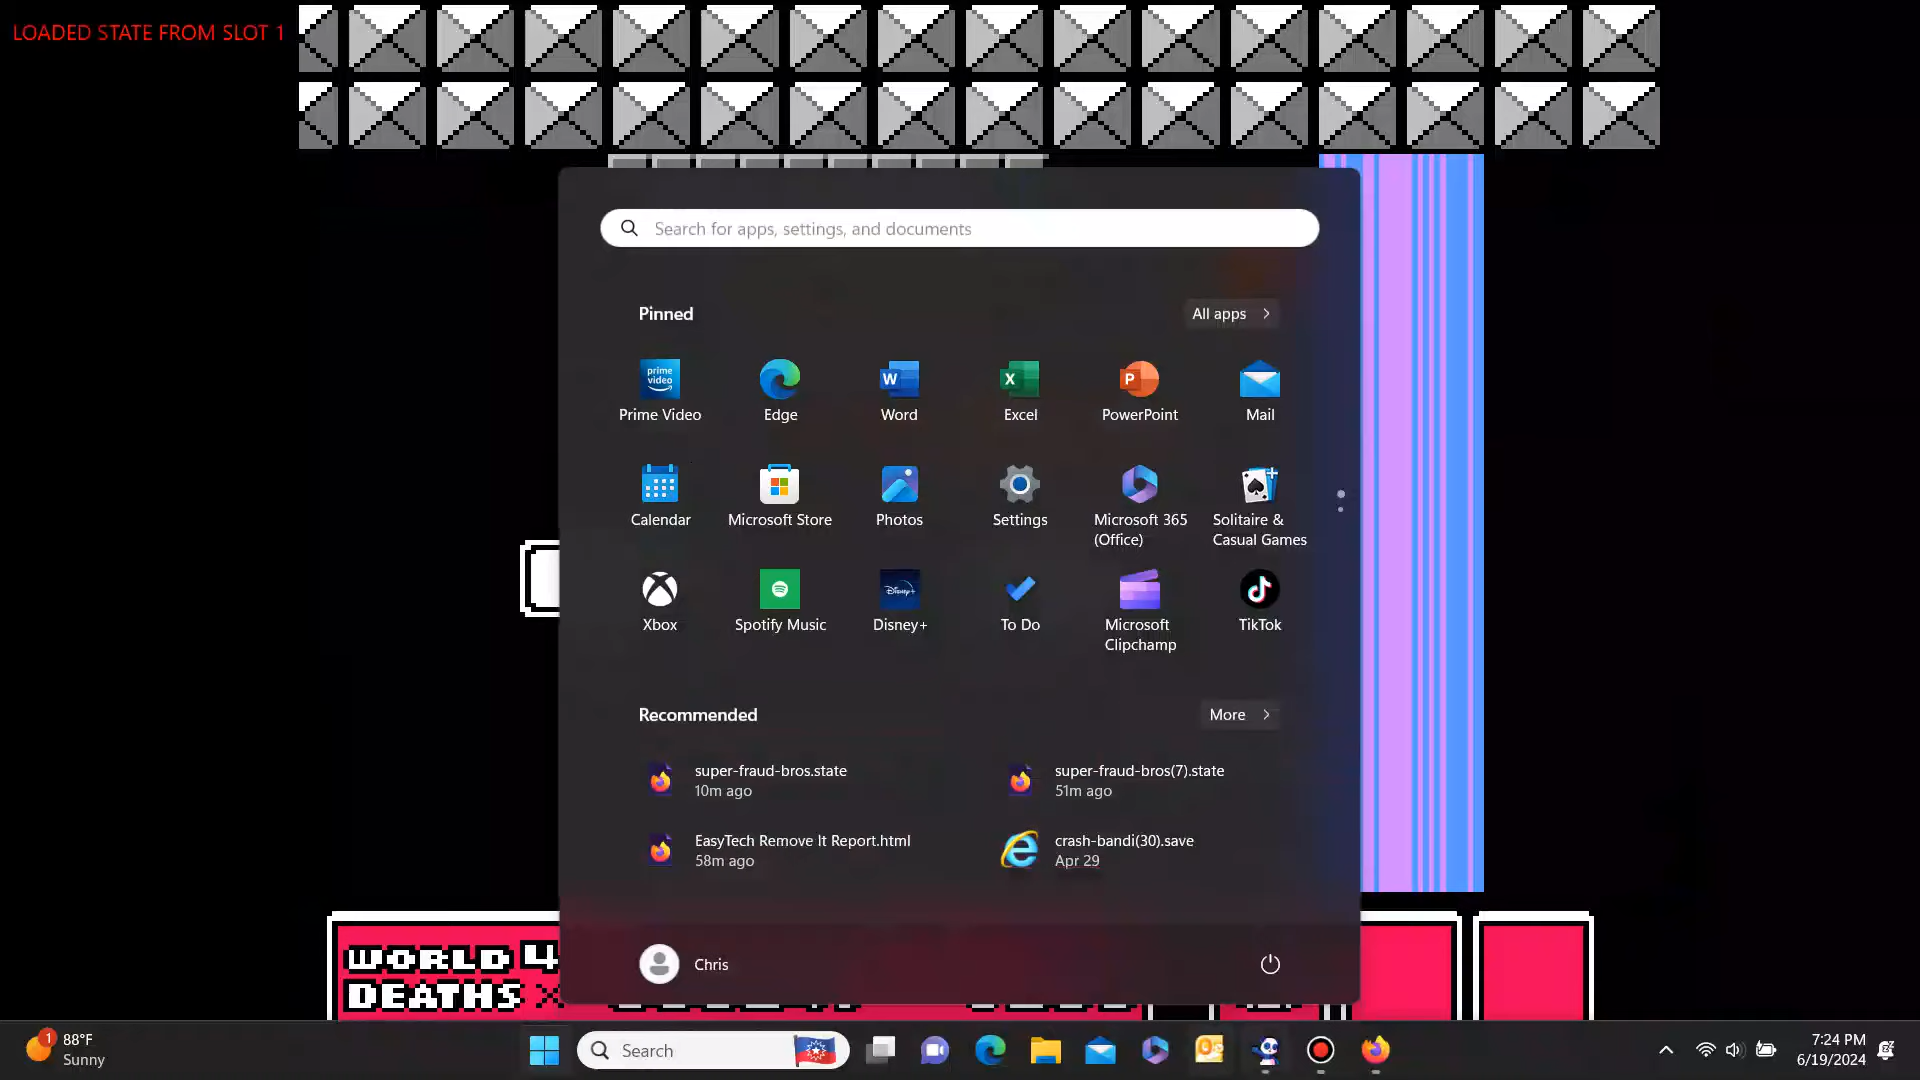 LOADED STATE FROM SLOT 1
Search for apps, settings, and documents
Pinned
All apps
prime video
W
X
P
Prime Video
Edge
Word
Excel
PowerPoint
Mail
Calendar
Microsoft Store
Photos
Settings
Microsoft 365 (Office)
Solitaire & Casual Games
Disney+
Xbox
Spotify Music
Disney+
To Do
Microsoft Clipchamp
TikTok
Recommended
More
super-fraud-bros.state
10m ago
super-fraud-bros(7).state
51m ago
EasyTech Remove It Report.html
58m ago
crash-bandi(30).save
Apr 29
WORLD 4
DEATHS X
Chris
1
88°F
Sunny
Search
7:24 PM
6/19/2024